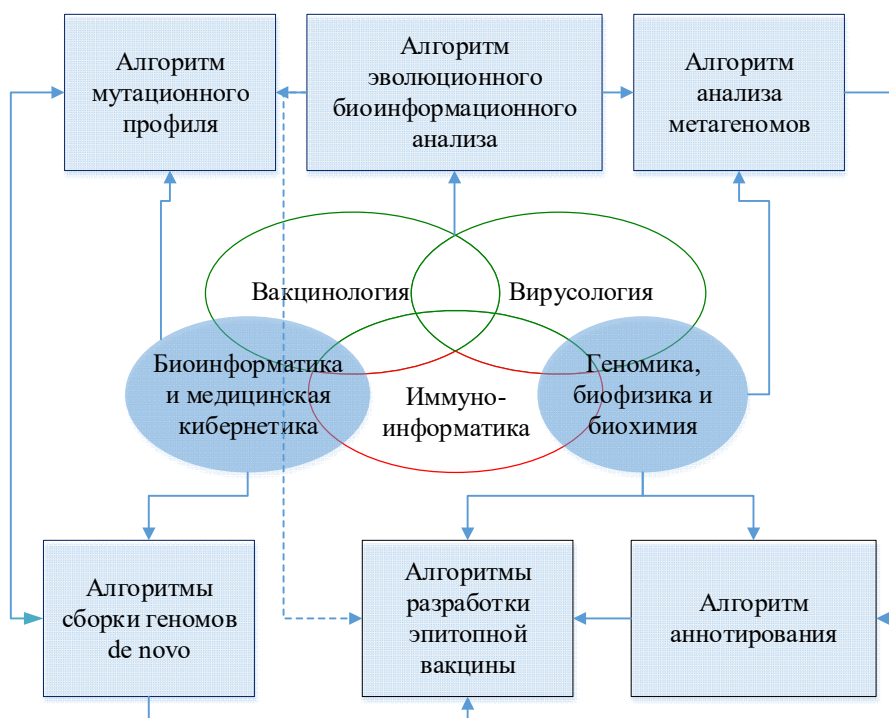 Алгоритм
мутационного
профиля
Алгоритм
эволюционного
биоинформационного
анализа
Алгоритм
анализа
метагеномов
Вакцинология
Вирусология
Биоинформатика
и медицинская
кибернетика
Иммуно-
информатика
Геномика,
биофизика и
биохимия
Алгоритмы
сборки геномов
de novo
Алгоритмы
разработки
эпитопной
вакцины
Алгоритм
аннотирования